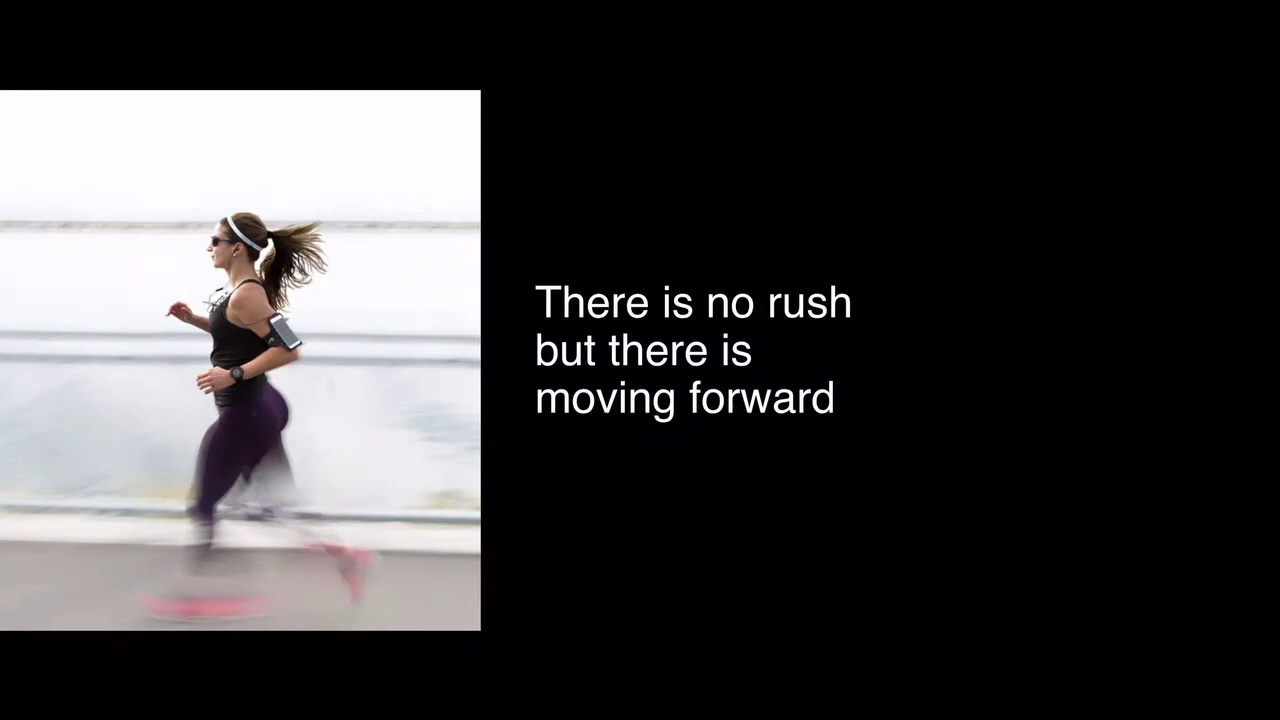 There is no rush
but there is
moving forward